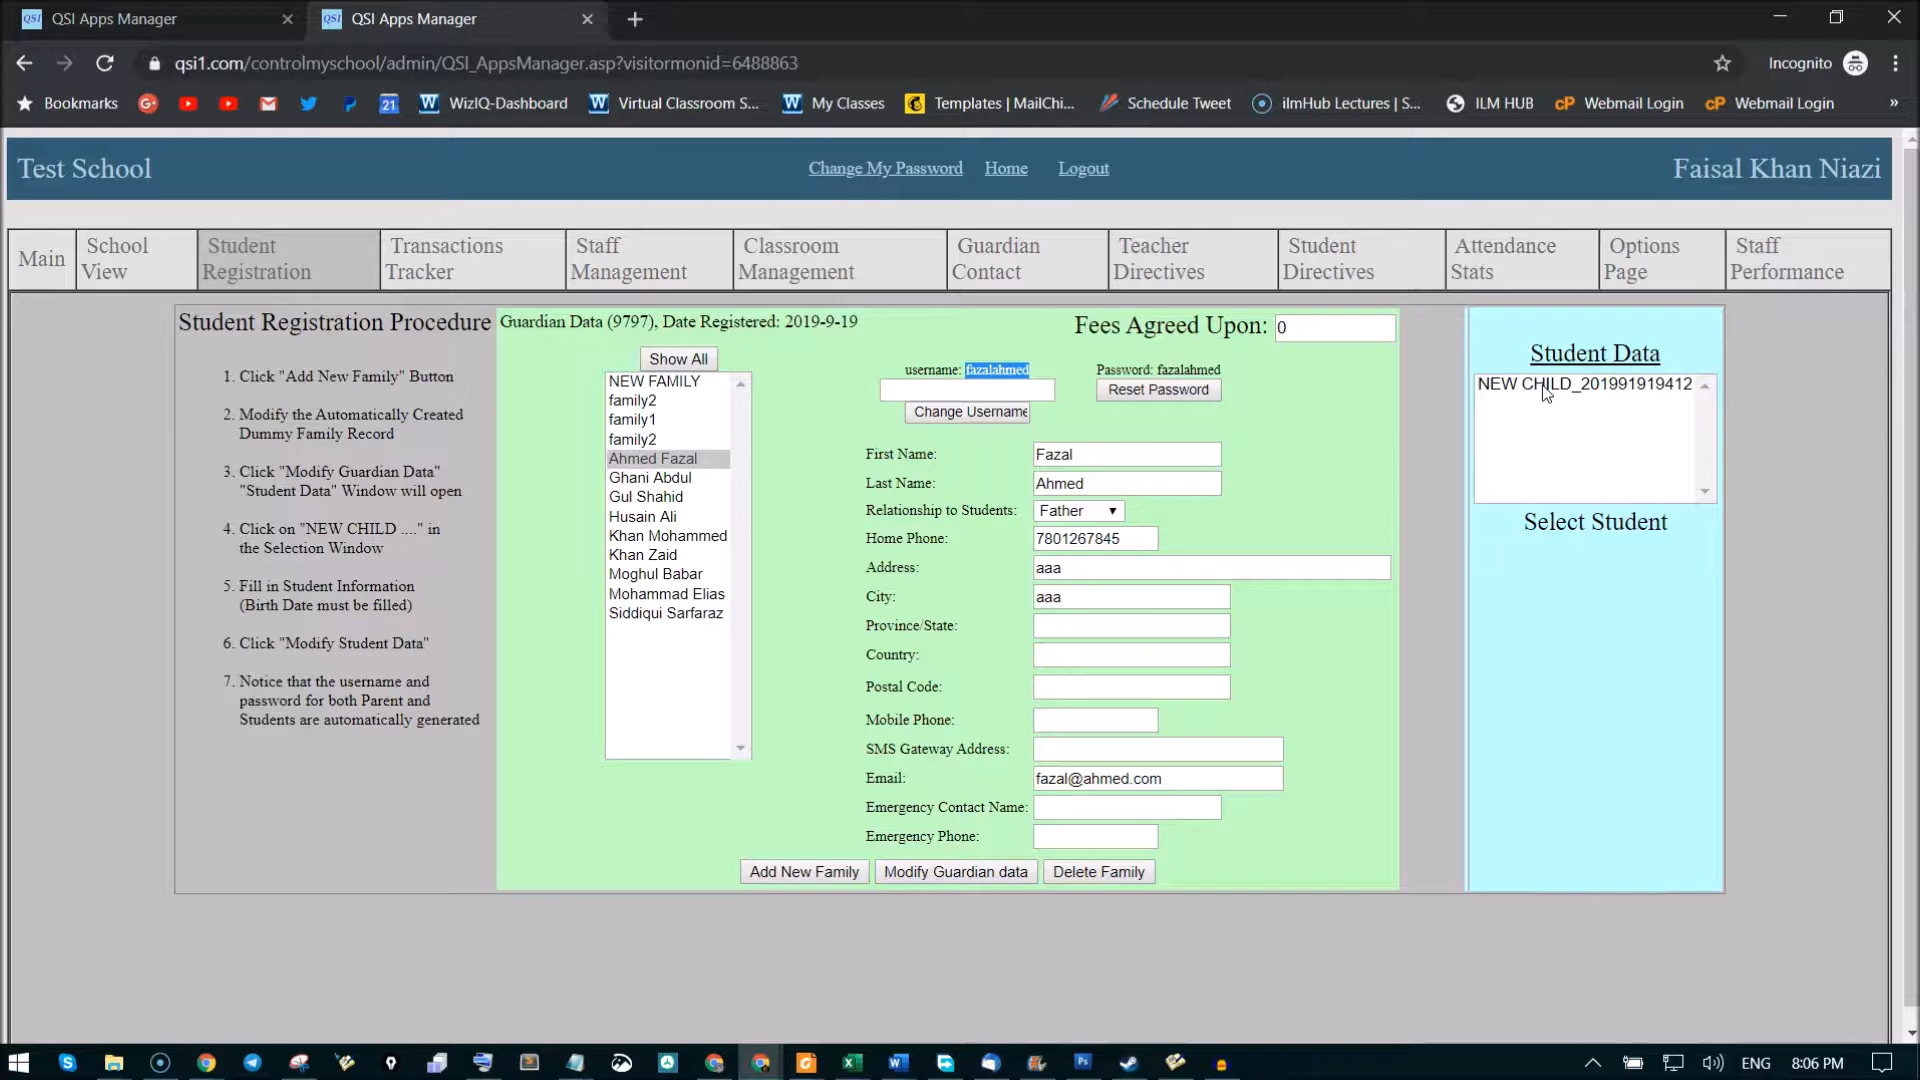 QSI QSI Apps Manager QSI QSI Apps Manager
qsi1.com/controlmyschool/admin/QSI_AppsManager.asp?visitormonid=6488863 Incognito
Bookmarks 21 W WizIQ-Dashboard W Virtual Classroom S... W My Classes Templates | MailChi... Schedule Tweet ilmHub Lectures | S... ILM HUB cP Webmail Login cP Webmail Login »
Test School Change My Password Home Logout Faisal Khan Niazi
Main
School View
Student Registration
Transactions Tracker
Staff Management
Classroom Management
Guardian Contact
Teacher Directives
Student Directives
Attendance Stats
Options Page
Staff Performance
Student Registration Procedure
1. Click "Add New Family" Button
2. Modify the Automatically Created
Dummy Family Record
3. Click "Modify Guardian Data"
"Student Data" Window will open
4. Click on "NEW CHILD ...." in
the Selection Window
5. Fill in Student Information
(Birth Date must be filled)
6. Click "Modify Student Data"
7. Notice that the username and
password for both Parent and
Students are automatically generated
Guardian Data (9797), Date Registered: 2019-9-19
Fees Agreed Upon: 0
Show All
NEW FAMILY
family2
family1
family2
Ahmed Fazal
Ghani Abdul
Gul Shahid
Husain Ali
Khan Mohammed
Khan Zaid
Moghul Babar
Mohammad Elias
Siddiqui Sarfaraz
username: fazalahmed
Change Username
Password: fazalahmed
Reset Password
First Name: Fazal
Last Name: Ahmed
Relationship to Students: Father
Home Phone: 7801267845
Address: aaa
City: aaa
Province/State:
Country:
Postal Code:
Mobile Phone:
SMS Gateway Address:
Email: fazal@ahmed.com
Emergency Contact Name:
Emergency Phone:
Add New Family Modify Guardian data Delete Family
Student Data
NEW CHILD_201991919412
Select Student
ENG 8:06 PM